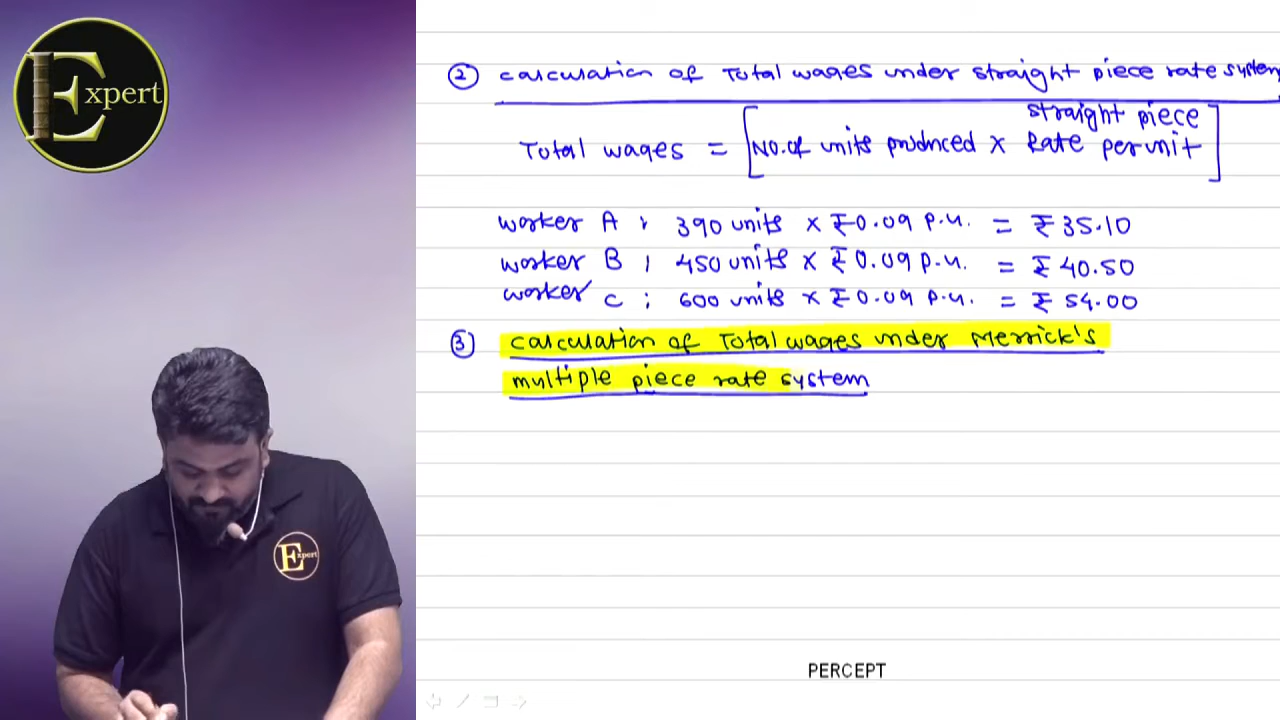 Expert
② calculation of Total wages under straight piece rate system
Total wages = [No. of units produced × straight piece Rate per unit]
worker A : 390 units × ₹0.09 p.u. = ₹35.10
worker B : 450 units × ₹0.09 p.u. = ₹40.50
worker C : 600 units × ₹0.09 p.u. = ₹54.00
③ calculation of Total wages under Merrick's
multiple piece rate system
Expert
PERCEPT